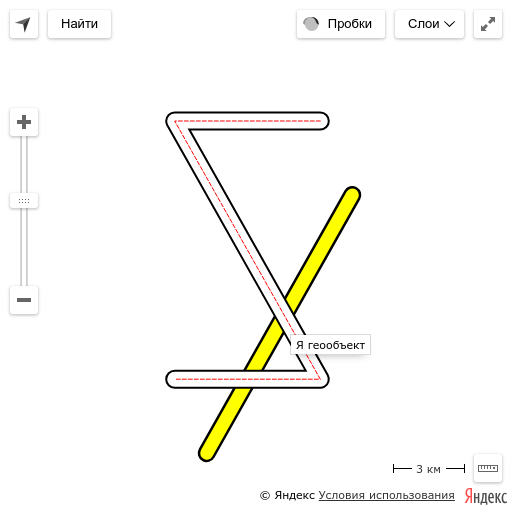 Найти
Пробки
Слои
Я геообъект
3 км
© Яндекс Условия использования
Яндекс